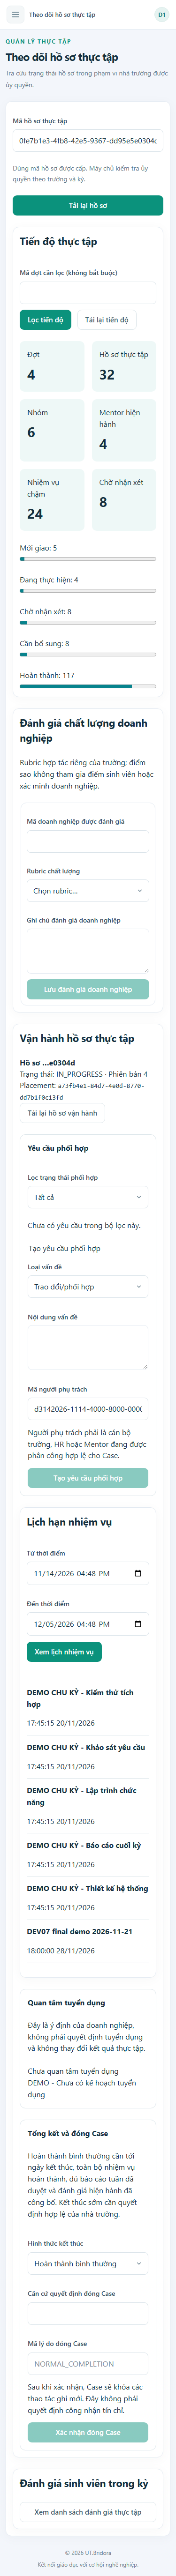 Theo dõi hồ sơ thực tập
D1
QUẢN LÝ THỰC TẬP
Theo dõi hồ sơ thực tập
Tra cứu trạng thái hồ sơ trong phạm vi nhà trường được
ủy quyền.
Mã hồ sơ thực tập
0fe7b1e3-4fb8-42e5-9367-dd95e5e0304d
Dùng mã hồ sơ được cấp. Máy chủ kiểm tra ủy
quyền theo trường và kỳ.
Tải lại hồ sơ
Tiến độ thực tập
Mã đợt cần lọc (không bắt buộc)
Lọc tiến độ
Tải lại tiến độ
Đợt
4
Hồ sơ thực tập
32
Nhóm
6
Mentor hiện
hành
4
Nhiệm vụ
chậm
24
Chờ nhận xét
8
Mới giao: 5
Đang thực hiện: 4
Chờ nhận xét: 8
Cần bổ sung: 8
Hoàn thành: 117
Đánh giá chất lượng doanh
nghiệp
Rubric hợp tác riêng của trường; điểm
sao không tham gia điểm sinh viên hoặc
xác minh doanh nghiệp.
Mã doanh nghiệp được đánh giá
Rubric chất lượng
Chọn rubric...
Ghi chú đánh giá doanh nghiệp
Lưu đánh giá doanh nghiệp
Vận hành hồ sơ thực tập
Hồ sơ …e0304d
Trạng thái: IN_PROGRESS · Phiên bản 4
Placement: a73fb4e1-84d7-4e0d-8770-
dd7b1f0c13fd
Tải lại hồ sơ vận hành
Yêu cầu phối hợp
Lọc trạng thái phối hợp
Tất cả
Chưa có yêu cầu trong bộ lọc này.
Tạo yêu cầu phối hợp
Loại vấn đề
Trao đổi/phối hợp
Nội dung vấn đề
Mã người phụ trách
d3142026-1114-4000-8000-0000
Người phụ trách phải là cán bộ
trường, HR hoặc Mentor đang được
phân công hợp lệ cho Case.
Tạo yêu cầu phối hợp
Lịch hạn nhiệm vụ
Từ thời điểm
11/14/2026 04:48 PM
Đến thời điểm
12/05/2026 04:48 PM
Xem lịch nhiệm vụ
DEMO CHU KỲ - Kiểm thử tích
hợp
17:45:15 20/11/2026
DEMO CHU KỲ - Khảo sát yêu cầu
17:45:15 20/11/2026
DEMO CHU KỲ - Lập trình chức
năng
17:45:15 20/11/2026
DEMO CHU KỲ - Báo cáo cuối kỳ
17:45:15 20/11/2026
DEMO CHU KỲ - Thiết kế hệ thống
17:45:15 20/11/2026
DEV07 final demo 2026-11-21
18:00:00 28/11/2026
Quan tâm tuyển dụng
Đây là ý định của doanh nghiệp,
không phải quyết định tuyển dụng
và không thay đổi kết quả thực tập.
Chưa quan tâm tuyển dụng
DEMO - Chưa có kế hoạch tuyển
dụng
Tổng kết và đóng Case
Hoàn thành bình thường cần tới
ngày kết thúc, toàn bộ nhiệm vụ
hoàn thành, đủ báo cáo tuần đã
duyệt và đánh giá hiện hành đã
công bố. Kết thúc sớm cần quyết
định hợp lệ của nhà trường.
Hình thức kết thúc
Hoàn thành bình thường
Căn cứ quyết định đóng Case
Mã lý do đóng Case
NORMAL_COMPLETION
Sau khi xác nhận, Case sẽ khóa các
thao tác ghi mới. Đây không phải
quyết định công nhận tín chỉ.
Xác nhận đóng Case
Đánh giá sinh viên trong kỳ
Xem danh sách đánh giá thực tập
© 2026 UT.Bridora
Kết nối giáo dục với cơ hội nghề nghiệp.